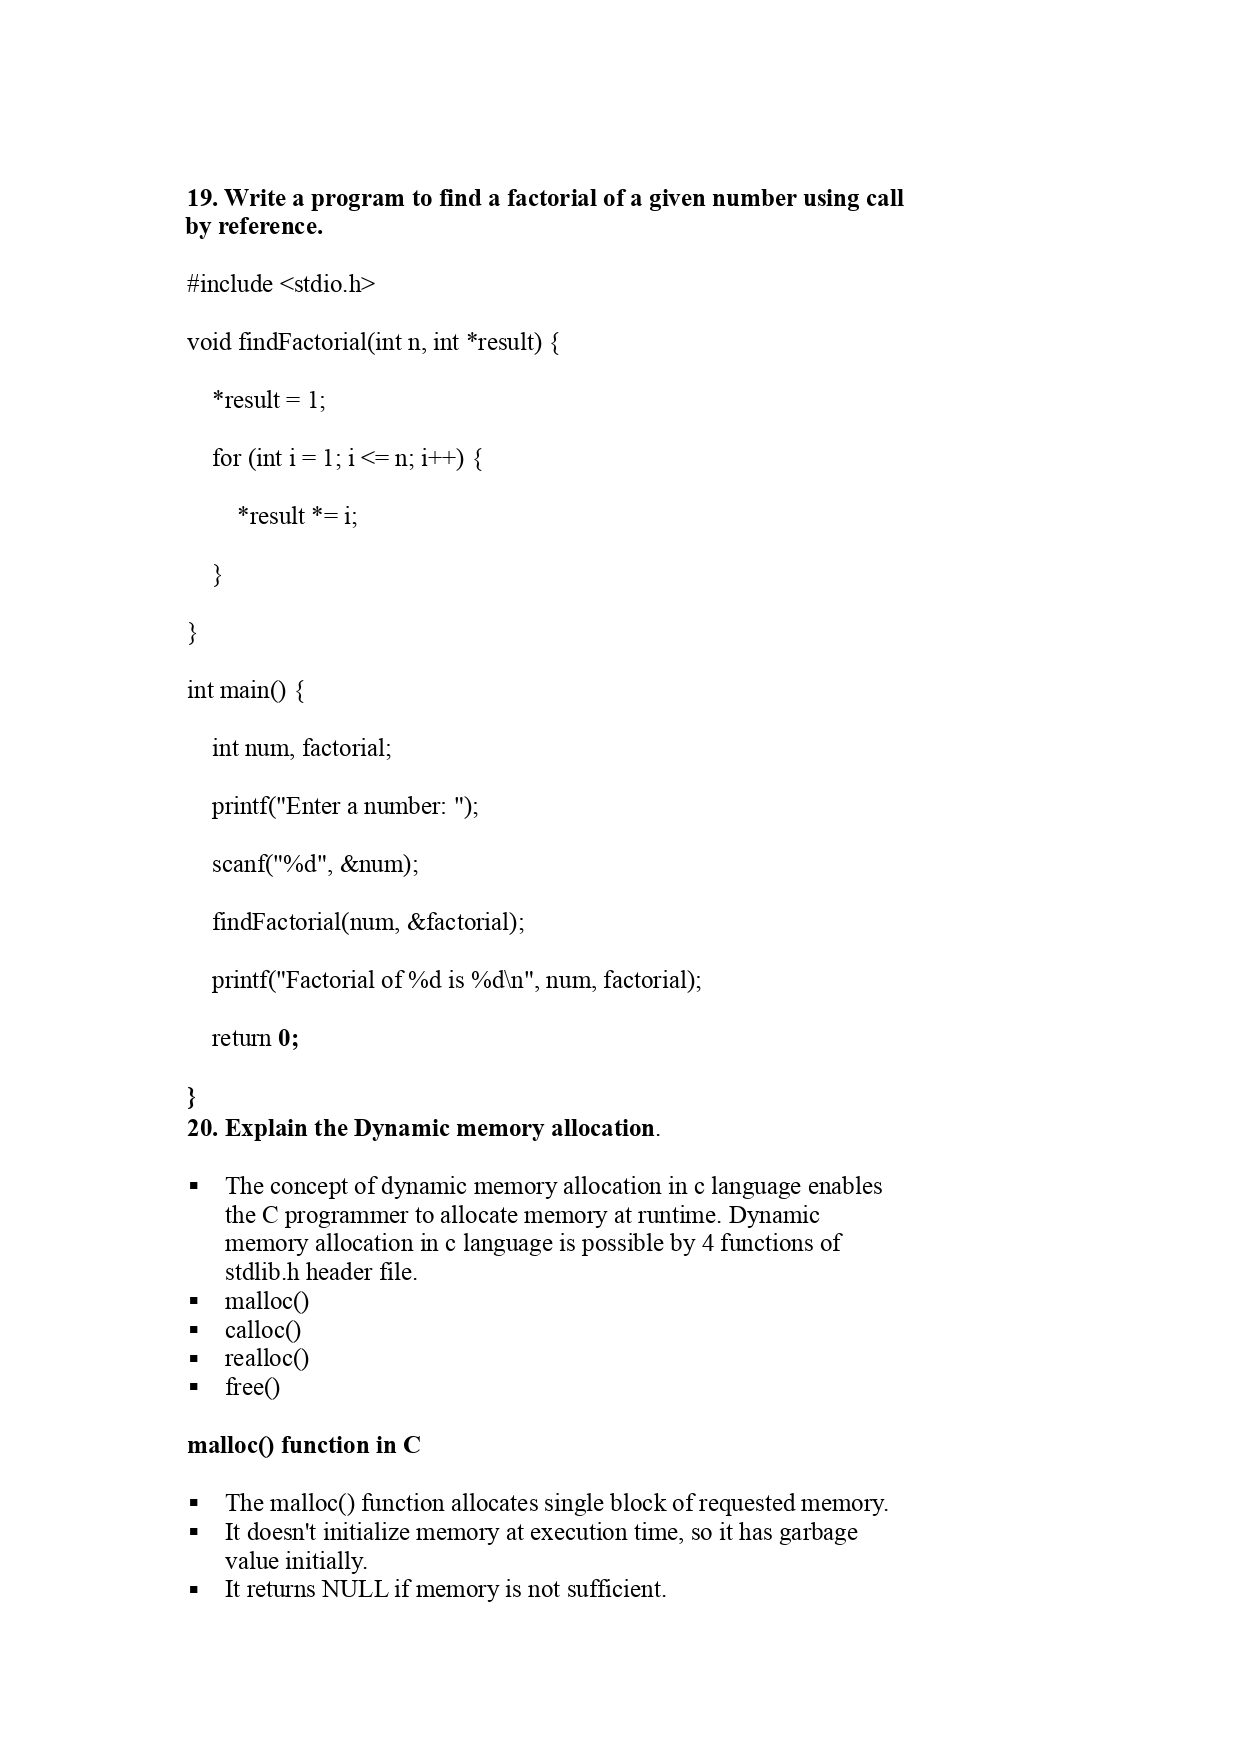 19. Write a program to find a factorial of a given number using call
by reference.
#include <stdio.h>
void findFactorial(int n, int *result) {
*result = 1;
for (int i = 1; i <= n; i++) {
*result *= i;
}
}
int main() {
int num, factorial;
printf("Enter a number: ");
scanf("%d", &num);
findFactorial(num, &factorial);
printf("Factorial of %d is %d\n", num, factorial);
return 0;
}
20. Explain the Dynamic memory allocation.
▪ The concept of dynamic memory allocation in c language enables
the C programmer to allocate memory at runtime. Dynamic
memory allocation in c language is possible by 4 functions of
stdlib.h header file.
▪ malloc()
▪ calloc()
▪ realloc()
▪ free()
malloc() function in C
▪ The malloc() function allocates single block of requested memory.
▪ It doesn't initialize memory at execution time, so it has garbage
value initially.
▪ It returns NULL if memory is not sufficient.